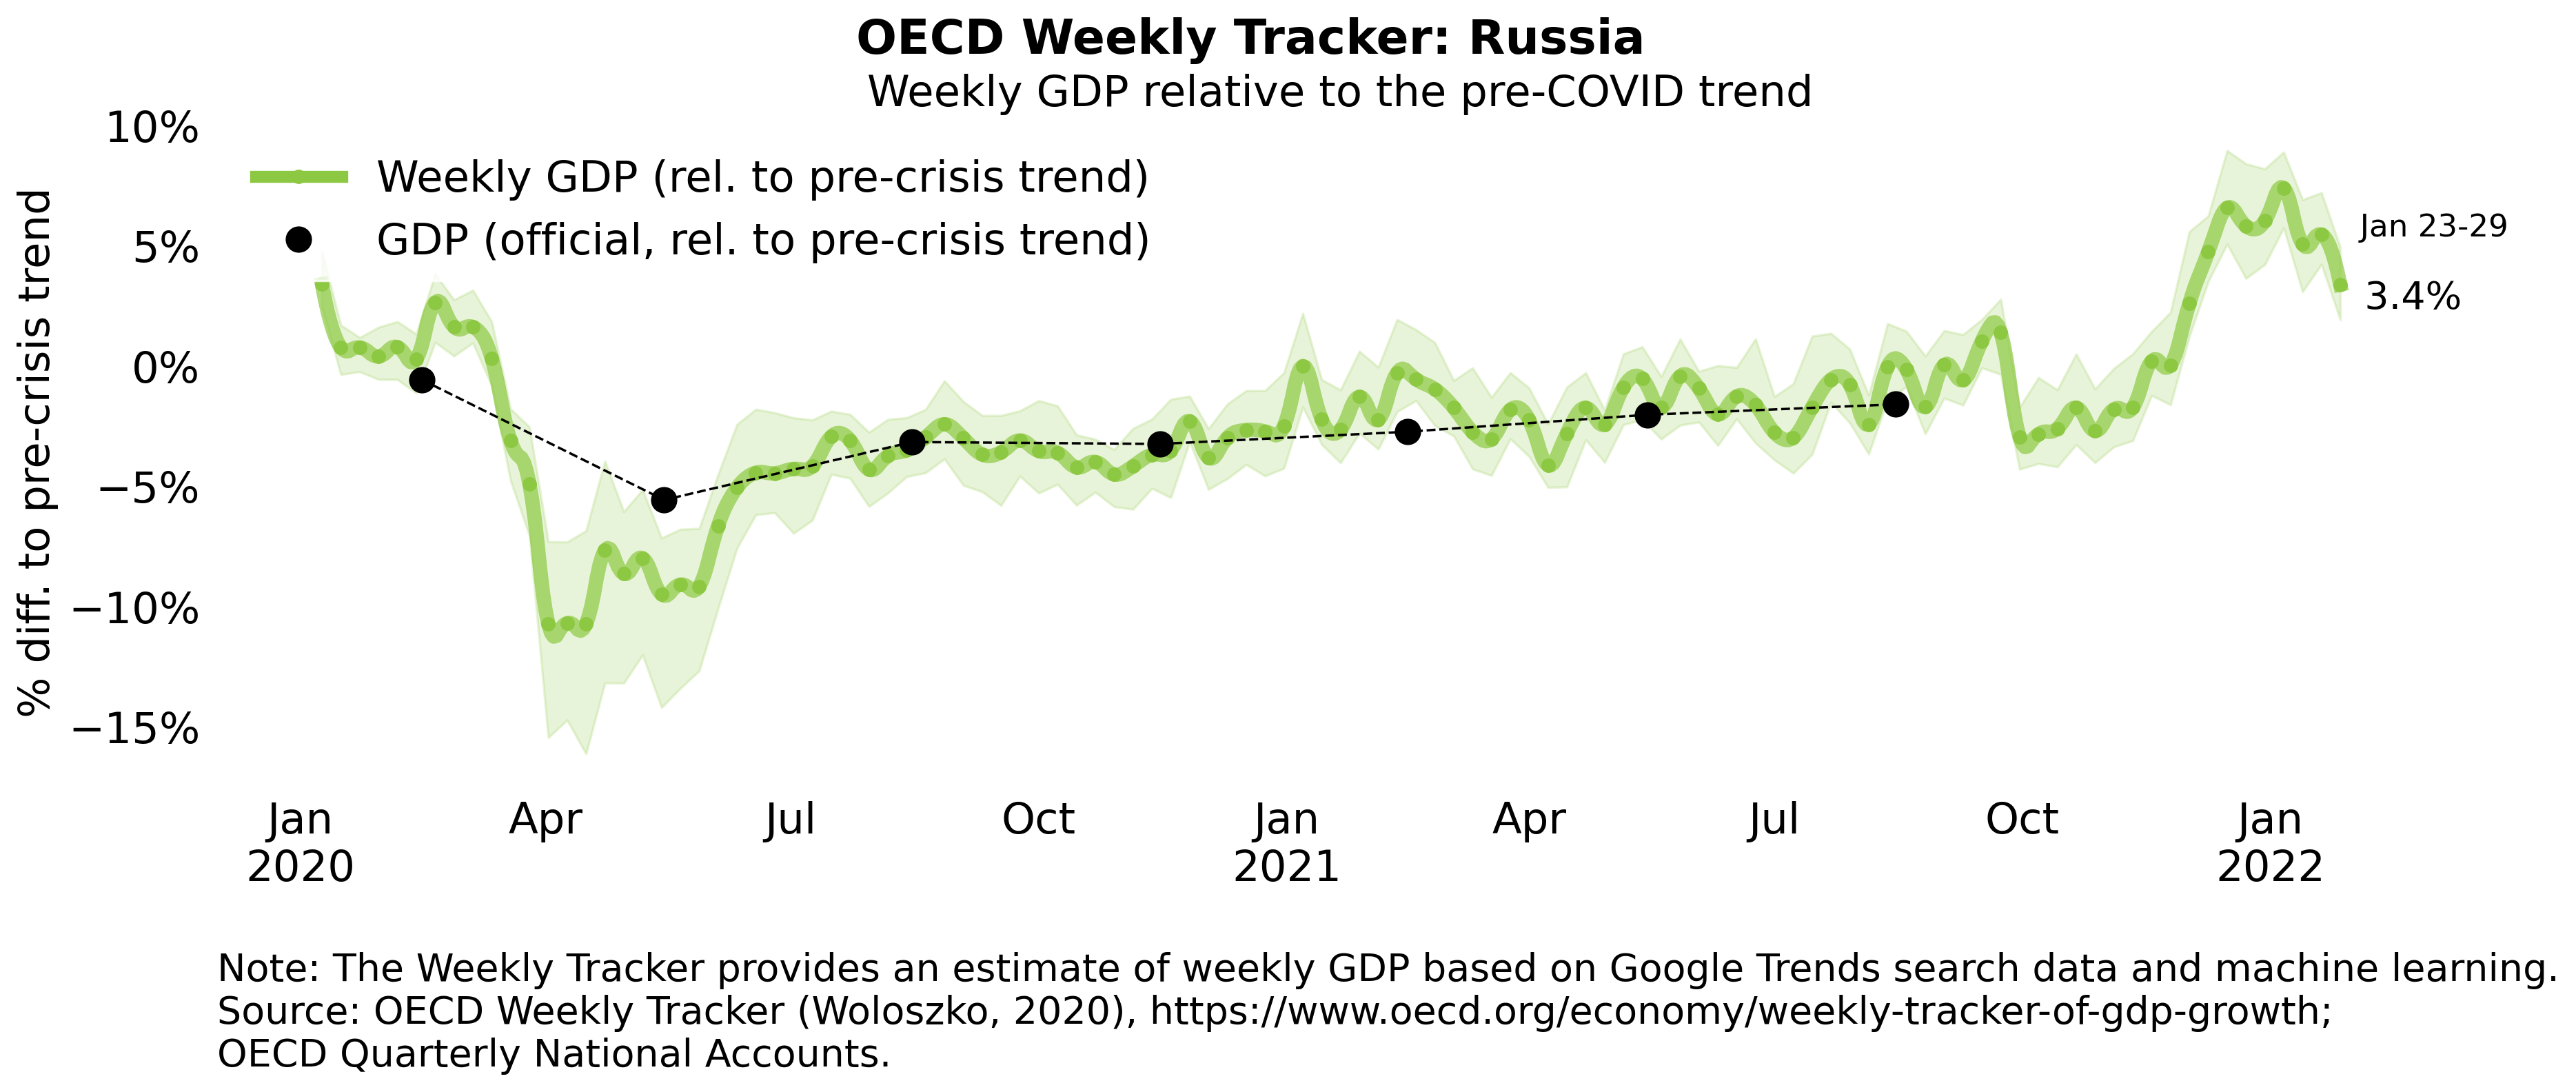 OECD Weekly Tracker: Russia
Weekly GDP relative to the pre-COVID trend
% diff. to pre-crisis trend
10%
5%
0%
−5%
−10%
−15%
Weekly GDP (rel. to pre-crisis trend)
GDP (official, rel. to pre-crisis trend)
Jan 23-29
3.4%
Jan Apr Jul Oct Jan Apr Jul Oct Jan
2020 2021 2022
Note: The Weekly Tracker provides an estimate of weekly GDP based on Google Trends search data and machine learning.
Source: OECD Weekly Tracker (Woloszko, 2020), https://www.oecd.org/economy/weekly-tracker-of-gdp-growth;
OECD Quarterly National Accounts.